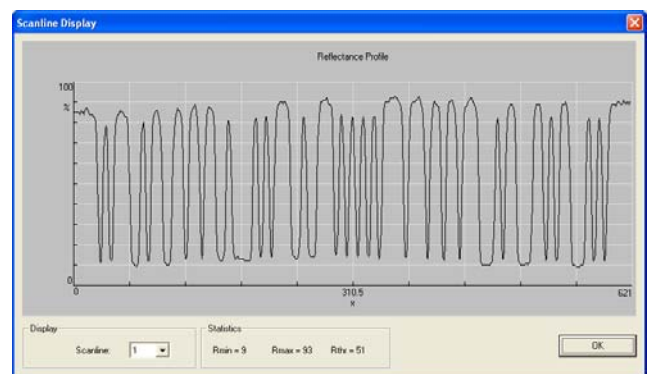 Scanline Display
Reflectance Profile
100
%
0
0 310.5 621
x
Display
Scanline: 1
Statistics
Rmin = 9 Rmax = 93 Rthr = 51
OK